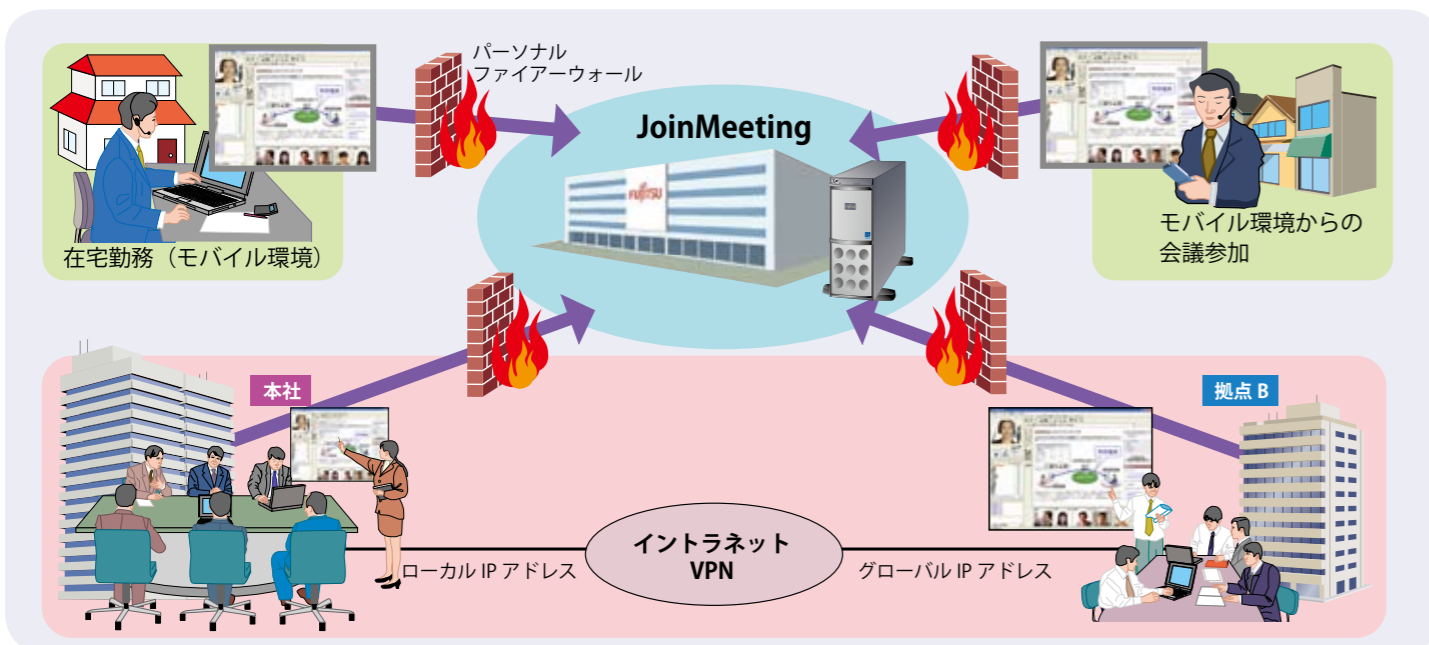 パーソナル
ファイアーウォール
JoinMeeting
FUJITSU
在宅勤務（モバイル環境）
モバイル環境からの
会議参加
本社
拠点 B
イントラネット
VPN
ローカル IP アドレス
グローバル IP アドレス